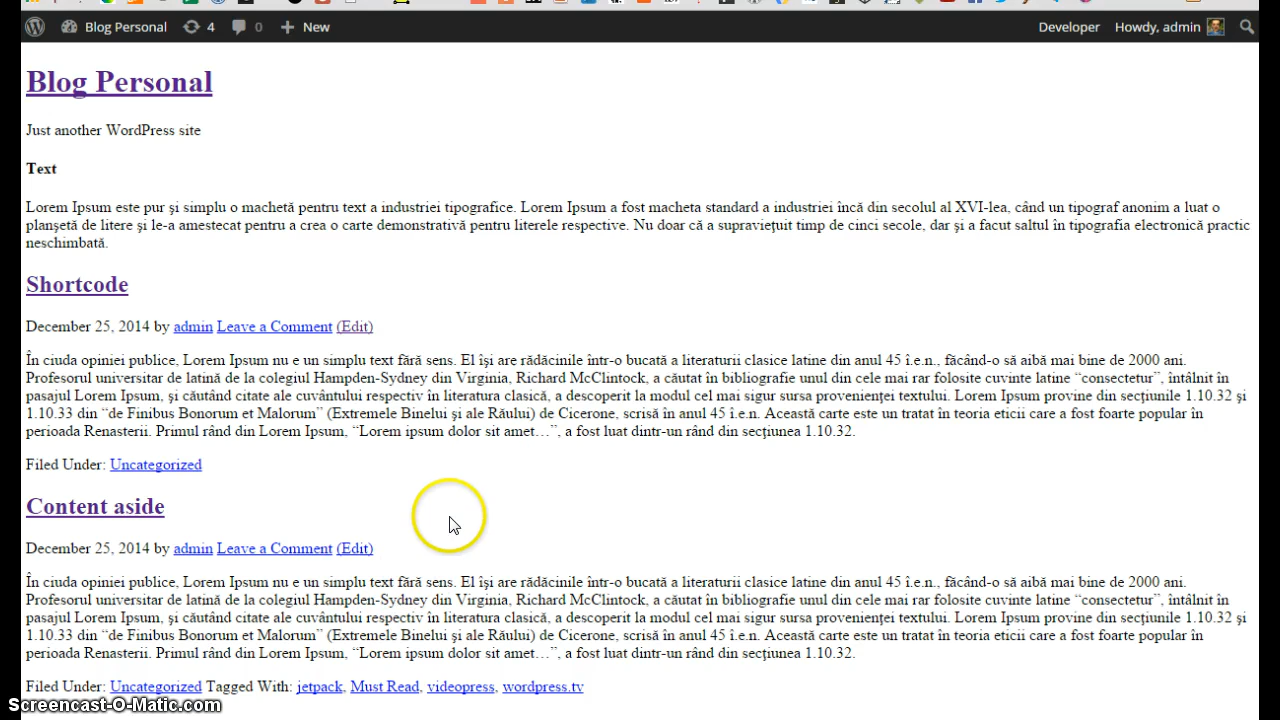 Blog Personal 4 0 New Developer Howdy, admin
Blog Personal
Just another WordPress site
Text
Lorem Ipsum este pur şi simplu o machetă pentru text a industriei tipografice. Lorem Ipsum a fost macheta standard a industriei încă din secolul al XVI-lea, când un tipograf anonim a luat o
planşetă de litere şi le-a amestecat pentru a crea o carte demonstrativă pentru literele respective. Nu doar că a supravieţuit timp de cinci secole, dar şi a facut saltul în tipografia electronică practic
neschimbată.
Shortcode
December 25, 2014 by admin Leave a Comment (Edit)
În ciuda opiniei publice, Lorem Ipsum nu e un simplu text fără sens. El îşi are rădăcinile într-o bucată a literaturii clasice latine din anul 45 î.e.n., făcând-o să aibă mai bine de 2000 ani.
Profesorul universitar de latină de la colegiul Hampden-Sydney din Virginia, Richard McClintock, a căutat în bibliografie unul din cele mai rar folosite cuvinte latine “consectetur”, întâlnit în
pasajul Lorem Ipsum, şi căutând citate ale cuvântului respectiv în literatura clasică, a descoperit la modul cel mai sigur sursa provenienţei textului. Lorem Ipsum provine din secţiunile 1.10.32 şi
1.10.33 din “de Finibus Bonorum et Malorum” (Extremele Binelui şi ale Răului) de Cicerone, scrisă în anul 45 î.e.n. Această carte este un tratat în teoria eticii care a fost foarte popular în
perioada Renasterii. Primul rând din Lorem Ipsum, “Lorem ipsum dolor sit amet…”, a fost luat dintr-un rând din secţiunea 1.10.32.
Filed Under: Uncategorized
Content aside
December 25, 2014 by admin Leave a Comment (Edit)
În ciuda opiniei publice, Lorem Ipsum nu e un simplu text fără sens. El îşi are rădăcinile într-o bucată a literaturii clasice latine din anul 45 î.e.n., făcând-o să aibă mai bine de 2000 ani.
Profesorul universitar de latină de la colegiul Hampden-Sydney din Virginia, Richard McClintock, a căutat în bibliografie unul din cele mai rar folosite cuvinte latine “consectetur”, întâlnit în
pasajul Lorem Ipsum, şi căutând citate ale cuvântului respectiv în literatura clasică, a descoperit la modul cel mai sigur sursa provenienţei textului. Lorem Ipsum provine din secţiunile 1.10.32 şi
1.10.33 din “de Finibus Bonorum et Malorum” (Extremele Binelui şi ale Răului) de Cicerone, scrisă în anul 45 î.e.n. Această carte este un tratat în teoria eticii care a fost foarte popular în
perioada Renasterii. Primul rând din Lorem Ipsum, “Lorem ipsum dolor sit amet…”, a fost luat dintr-un rând din secţiunea 1.10.32.
Filed Under: Uncategorized Tagged With: jetpack, Must Read, videopress, wordpress.tv
Screencast-O-Matic.com